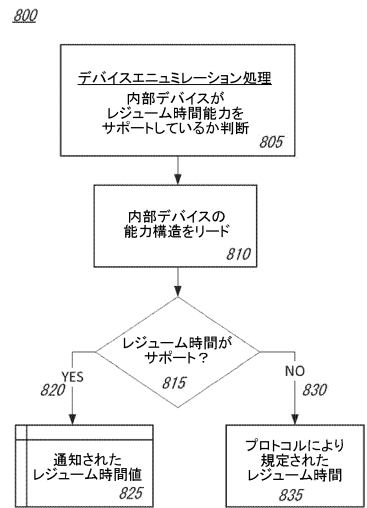 800
デバイスエニュミレーション処理
内部デバイスが
レジューム時間能力を
サポートしているか判断
805
内部デバイスの
能力構造をリード
810
レジューム時間が
サポート?
815
820
YES
NO
830
通知された
レジューム時間値
825
プロトコルにより
規定された
レジューム時間
835